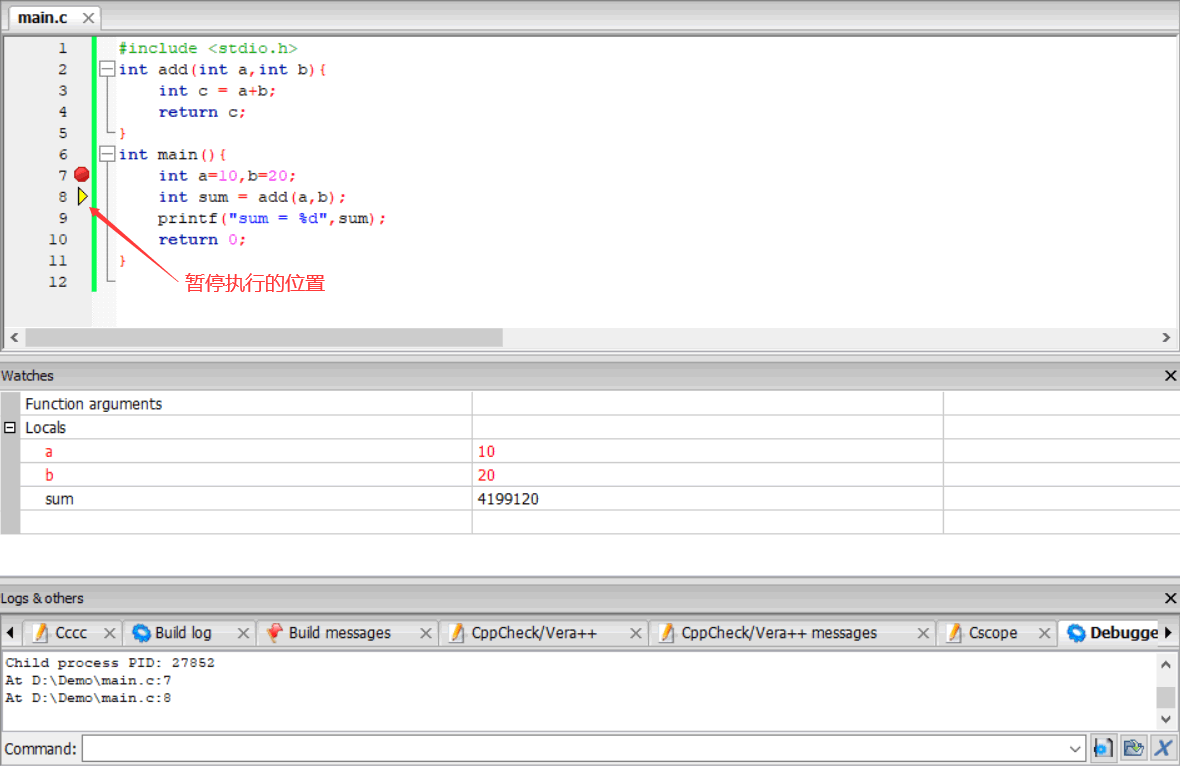 main.c
1 #include <stdio.h>
2 int add(int a,int b){
3 int c = a+b;
4 return c;
5 }
6 int main(){
7 int a=10,b=20;
8 int sum = add(a,b);
9 printf("sum = %d",sum);
10 return 0;
11 }
12
暂停执行的位置
Watches
Function arguments
Locals
a 10
b 20
sum 4199120
Logs & others
Cccc Build log Build messages CppCheck/Vera++ CppCheck/Vera++ messages Cscope Debugge
Child process PID: 27852
At D:\Demo\main.c:7
At D:\Demo\main.c:8
Command: